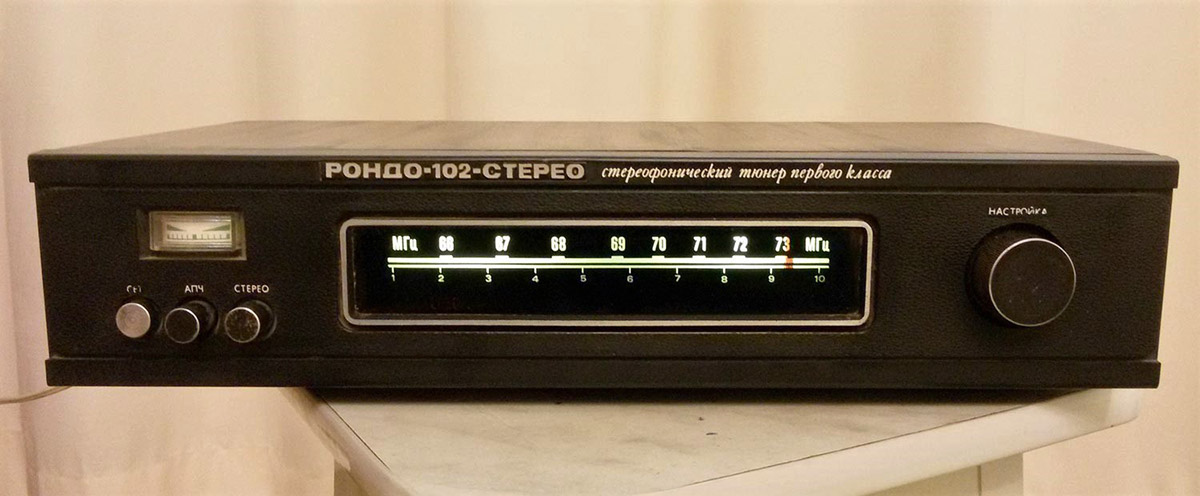 РОНДО-102-СТЕРЕО стереофонический тюнер первого класса
НАСТРОЙКА
МГц 66 67 68 69 70 71 72 73 МГц
1 2 3 4 5 6 7 8 9 10
АПЧ СТЕРЕО